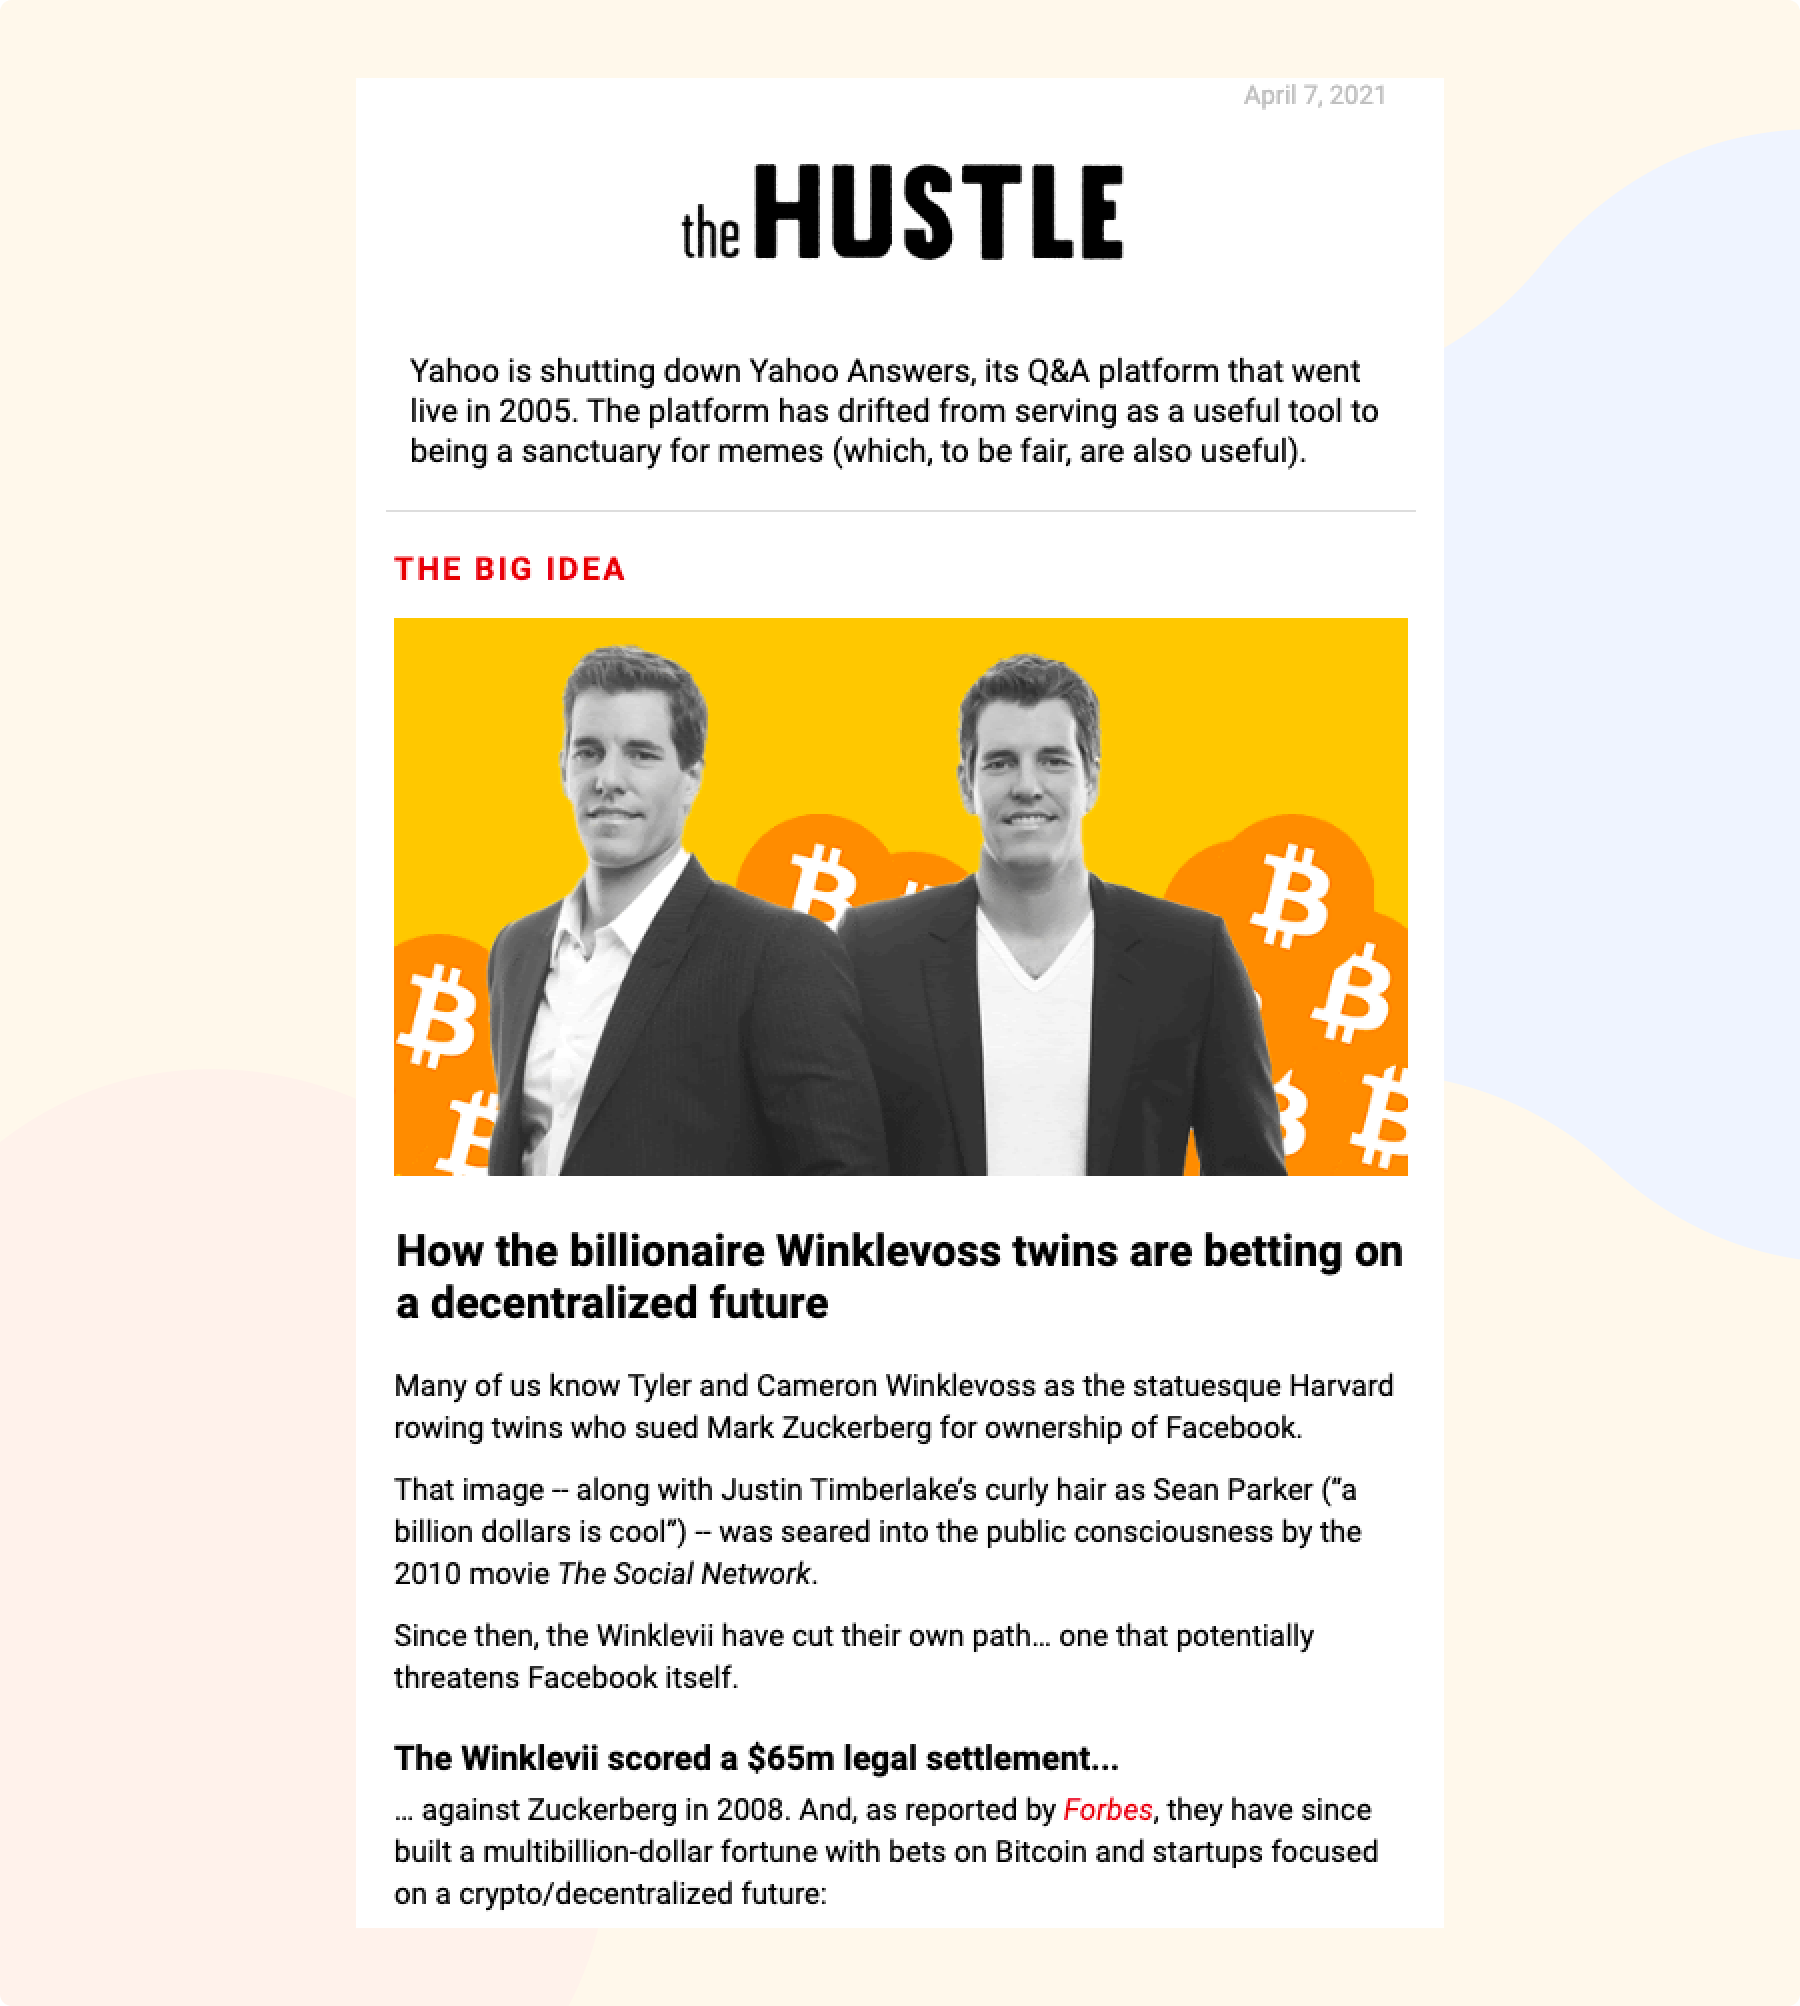 April 7, 2021
the HUSTLE
Yahoo is shutting down Yahoo Answers, its Q&A platform that went
live in 2005. The platform has drifted from serving as a useful tool to
being a sanctuary for memes (which, to be fair, are also useful).
THE BIG IDEA
How the billionaire Winklevoss twins are betting on
a decentralized future
Many of us know Tyler and Cameron Winklevoss as the statuesque Harvard
rowing twins who sued Mark Zuckerberg for ownership of Facebook.
That image -- along with Justin Timberlake’s curly hair as Sean Parker (“a
billion dollars is cool”) -- was seared into the public consciousness by the
2010 movie The Social Network.
Since then, the Winklevii have cut their own path… one that potentially
threatens Facebook itself.
The Winklevii scored a $65m legal settlement...
… against Zuckerberg in 2008. And, as reported by Forbes, they have since
built a multibillion-dollar fortune with bets on Bitcoin and startups focused
on a crypto/decentralized future: